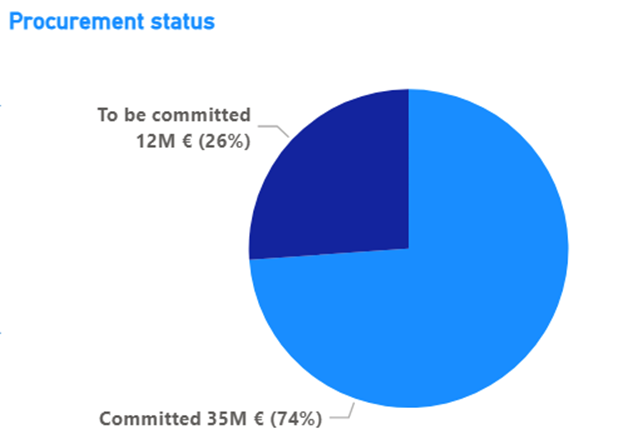 Procurement status
To be committed
12M € (26%)
Committed 35M € (74%)